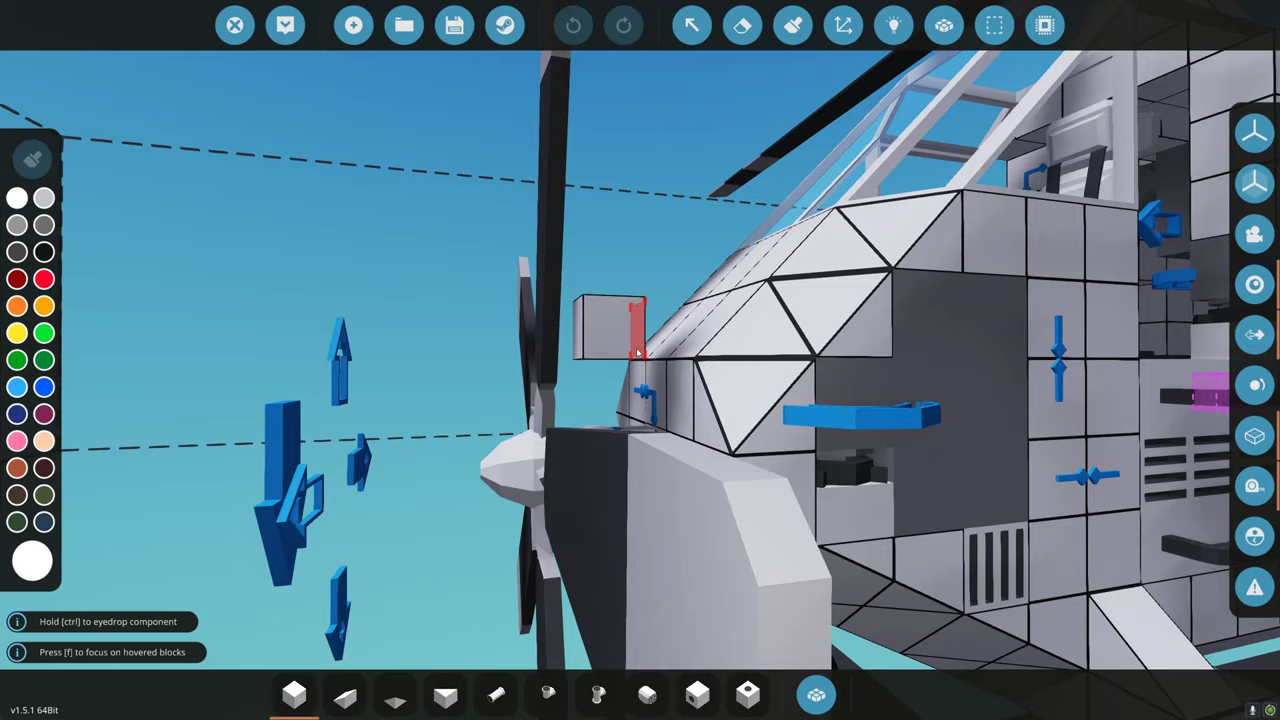 Hold [ctrl] to eyedrop component
Press [f] to focus on hovered blocks
v1.5.1 64Bit